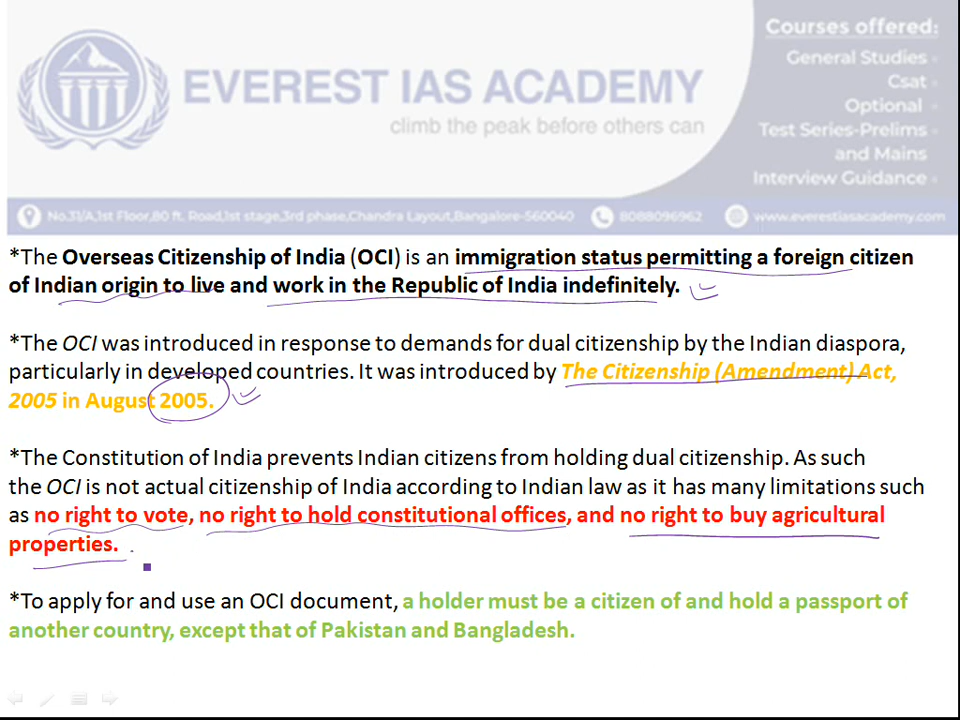 Courses offered:
General Studies
Csat
Optional
Test Series-Prelims
and Mains
Interview Guidance
EVEREST IAS ACADEMY
climb the peak before others can
No.31/A,1st Floor,80 ft. Road,1st stage,3rd phase,Chandra Layout,Bangalore-560040
8088096962
www.everestiasacademy.com
*The Overseas Citizenship of India (OCI) is an immigration status permitting a foreign citizen
of Indian origin to live and work in the Republic of India indefinitely.
*The OCI was introduced in response to demands for dual citizenship by the Indian diaspora,
particularly in developed countries. It was introduced by The Citizenship (Amendment) Act,
2005 in August 2005.
*The Constitution of India prevents Indian citizens from holding dual citizenship. As such
the OCI is not actual citizenship of India according to Indian law as it has many limitations such
as no right to vote, no right to hold constitutional offices, and no right to buy agricultural
properties.
*To apply for and use an OCI document, a holder must be a citizen of and hold a passport of
another country, except that of Pakistan and Bangladesh.